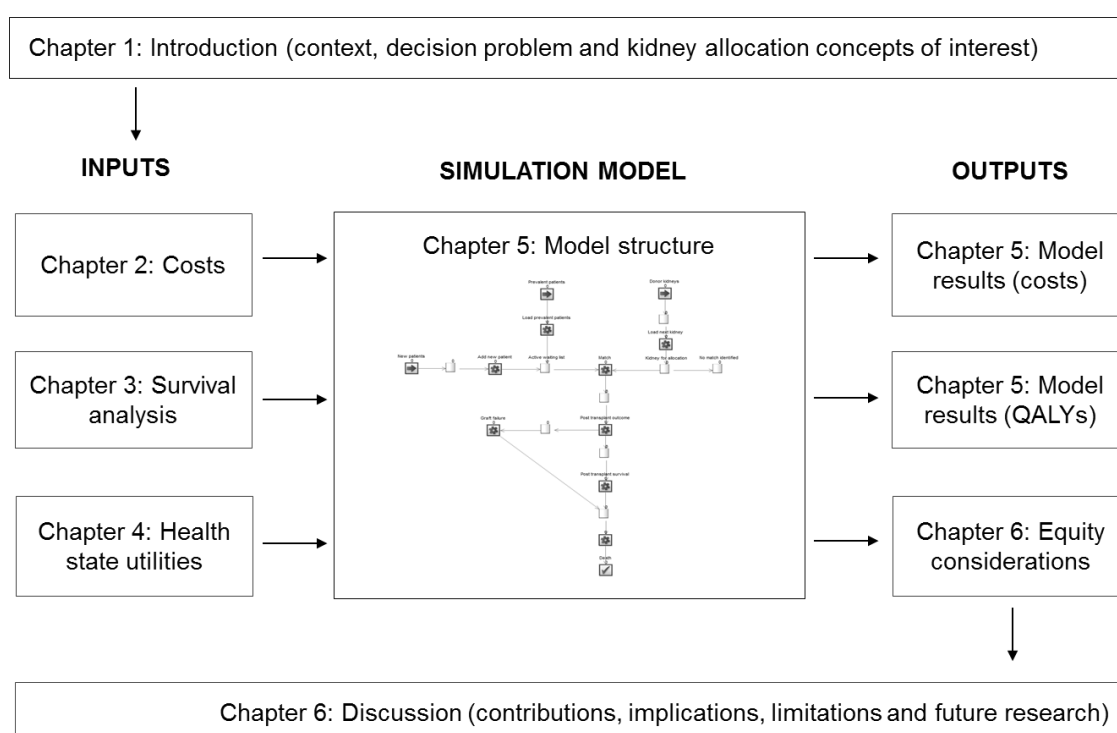 Chapter 1: Introduction (context, decision problem and kidney allocation concepts of interest)
INPUTS
SIMULATION MODEL
OUTPUTS
Chapter 2: Costs
Chapter 3: Survival
analysis
Chapter 4: Health
state utilities
Chapter 5: Model structure
Prevalent patients
Donor kidneys
Load prevalent patients
Load next kidney
New patients
Add new patient
Active waiting list
Match
Kidney for allocation
No match identified
Graft failure
Post transplant outcome
Post transplant survival
Death
Chapter 5: Model
results (costs)
Chapter 5: Model
results (QALYs)
Chapter 6: Equity
considerations
Chapter 6: Discussion (contributions, implications, limitations and future research)